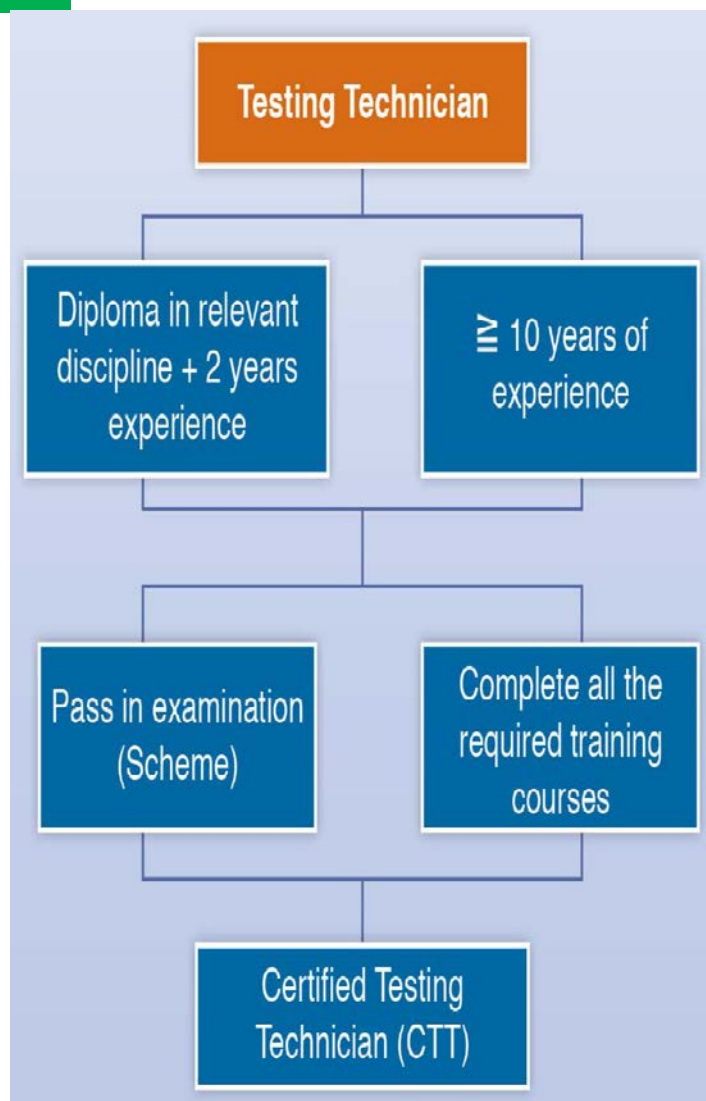 Testing Technician
Diploma in relevant
discipline + 2 years
experience
≧ 10 years of
experience
Pass in examination
(Scheme)
Complete all the
required training
courses
Certified Testing
Technician (CTT)